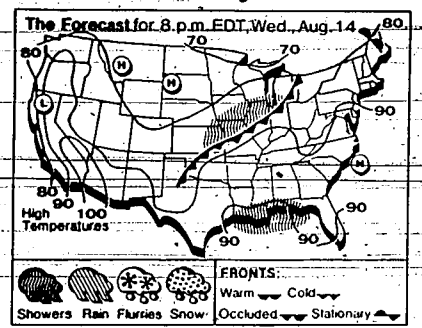 The Forecast for 8 p.m. EDT, Wed., Aug. 14
80
70
70
80
H
H
L
90
H
80
90
100
High
Temperatures
90
90
90
Showers Rain Flurries Snow
FRONTS:
Warm Cold
Occluded Stationary